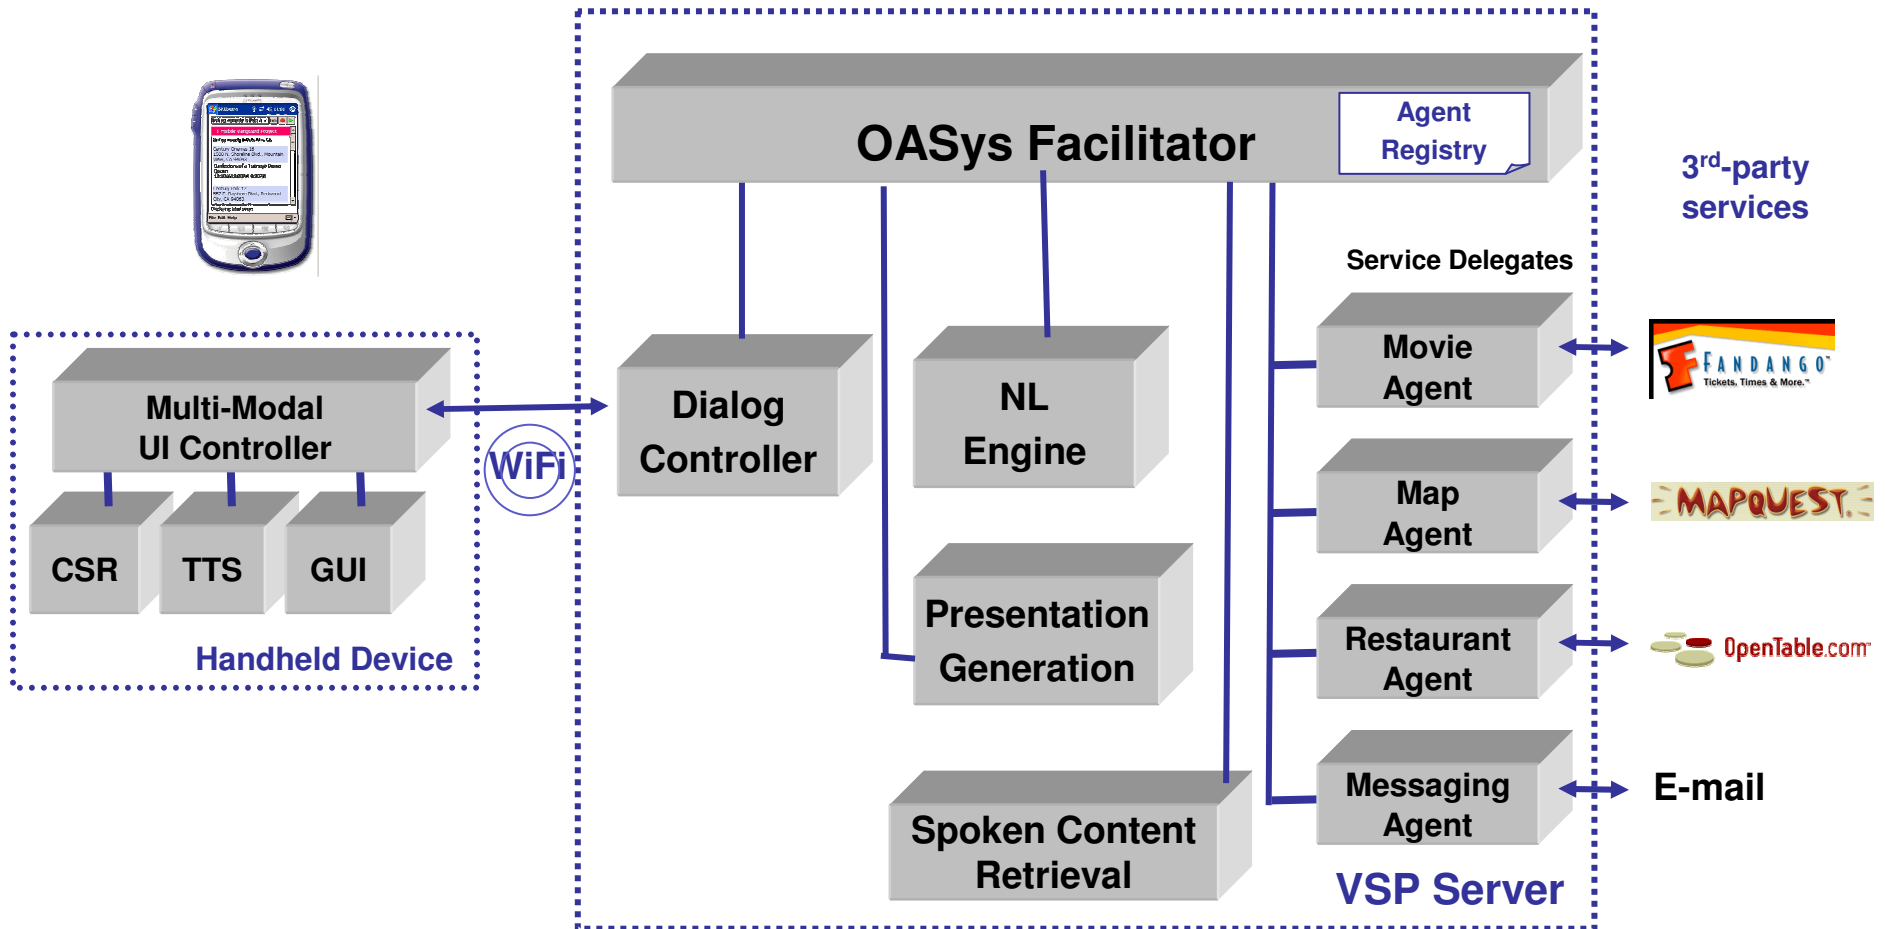 OASys Facilitator
Agent
Registry
3rd-party
services
Service Delegates
Movie
Agent
FANDANGO
Tickets, Times & More.™
Multi-Modal
UI Controller
WiFi
Dialog
Controller
NL
Engine
Map
Agent
MAPQUEST.
CSR
TTS
GUI
Handheld Device
Presentation
Generation
Restaurant
Agent
OpenTable.com
Messaging
Agent
E-mail
Spoken Content
Retrieval
VSP Server